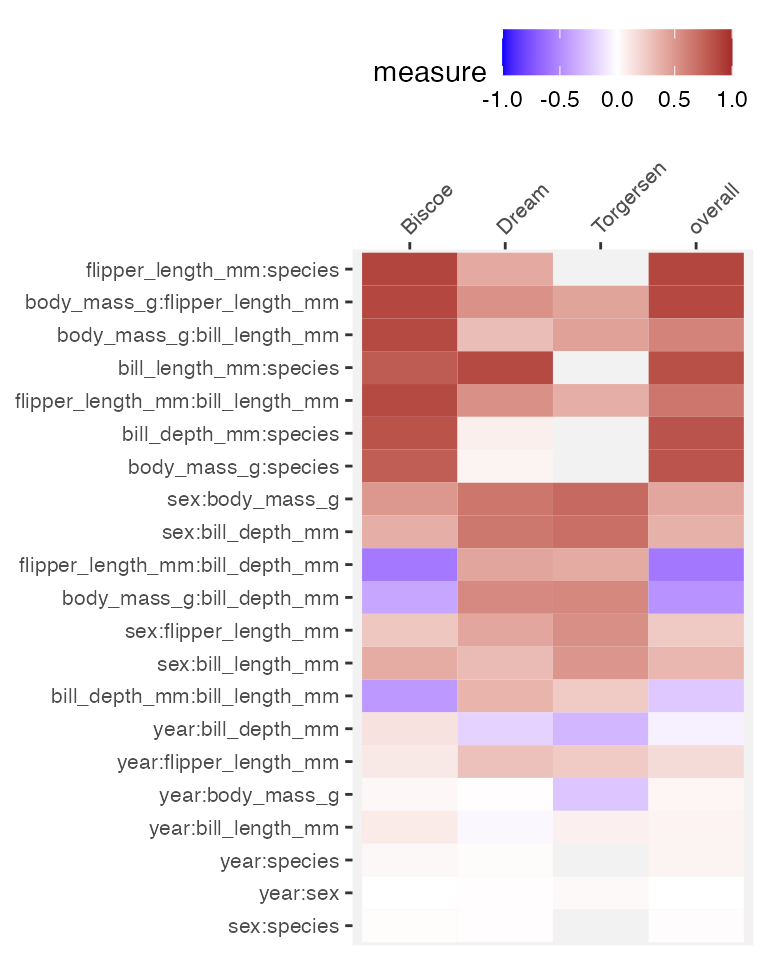 measure
-1.0 -0.5 0.0 0.5 1.0
Biscoe Dream Torgersen overall
flipper_length_mm:species
body_mass_g:flipper_length_mm
body_mass_g:bill_length_mm
bill_length_mm:species
flipper_length_mm:bill_length_mm
bill_depth_mm:species
body_mass_g:species
sex:body_mass_g
sex:bill_depth_mm
flipper_length_mm:bill_depth_mm
body_mass_g:bill_depth_mm
sex:flipper_length_mm
sex:bill_length_mm
bill_depth_mm:bill_length_mm
year:bill_depth_mm
year:flipper_length_mm
year:body_mass_g
year:bill_length_mm
year:species
year:sex
sex:species